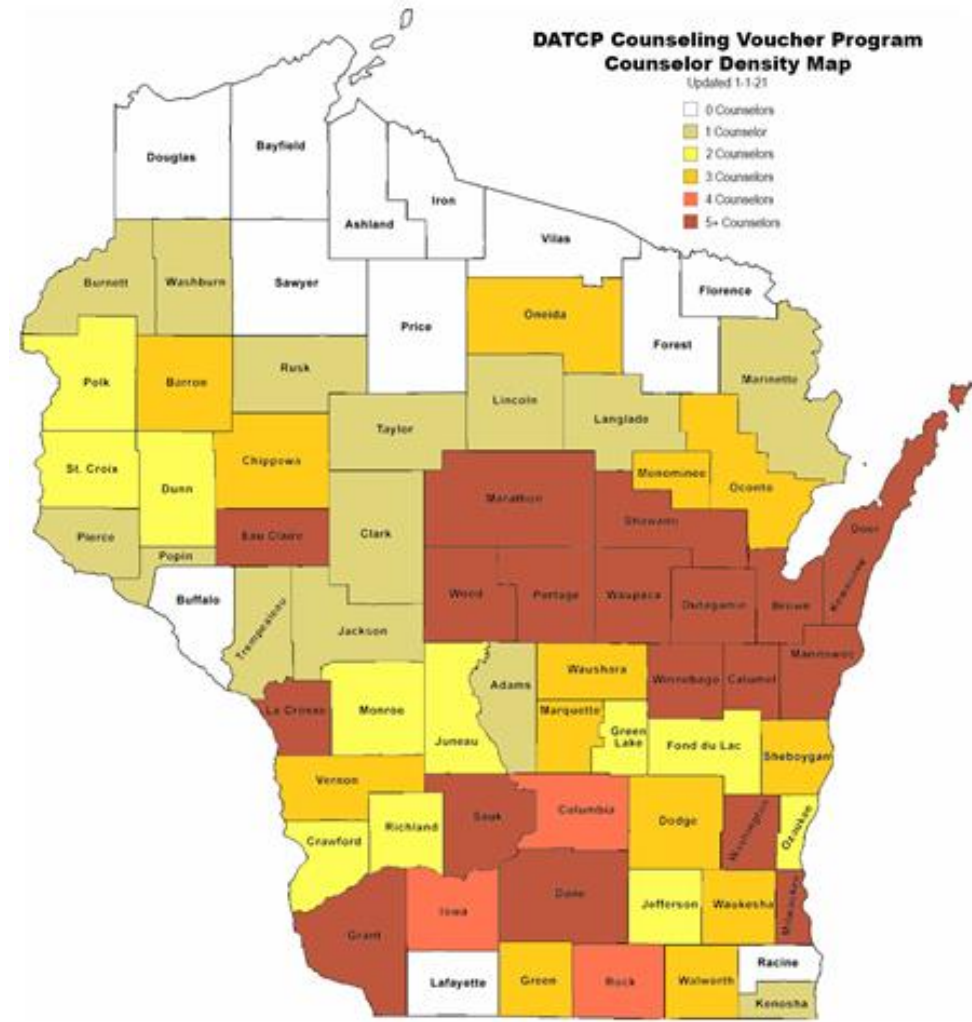 DATCP Counseling Voucher Program
Counselor Density Map
Updated 1-1-21
0 Counselors
1 Counselor
2 Counselors
3 Counselors
4 Counselors
5+ Counselors
Douglas
Bayfield
Ashland
Iron
Vilas
Burnett
Washburn
Sawyer
Price
Oneida
Forest
Florence
Polk
Barron
Rusk
Taylor
Lincoln
Langlade
Marinette
St. Croix
Dunn
Chippewa
Marathon
Menominee
Oconto
Pierce
Pepin
Eau Claire
Clark
Shawano
Door
Buffalo
Trempealeau
Jackson
Wood
Portage
Waupaca
Outagamie
Brown
Kewaunee
La Crosse
Monroe
Juneau
Adams
Waushara
Winnebago
Calumet
Manitowoc
Marquette
Green
Lake
Fond du Lac
Sheboygan
Vernon
Crawford
Richland
Sauk
Columbia
Dodge
Washington
Ozaukee
Grant
Iowa
Dane
Jefferson
Waukesha
Milwaukee
Lafayette
Green
Rock
Walworth
Racine
Kenosha